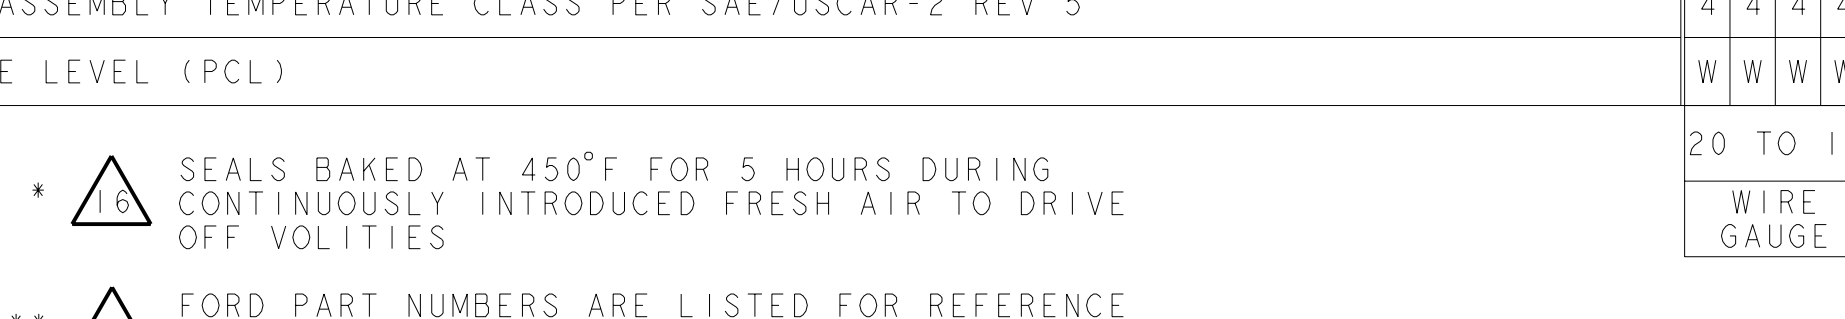 ASSEMBLY TEMPERATURE CLASS PER SAE/USCAR-2 REV 5 4 4 4 4
E LEVEL (PCL) W W W W
20 TO 1
* 16 SEALS BAKED AT 450°F FOR 5 HOURS DURING
CONTINUOUSLY INTRODUCED FRESH AIR TO DRIVE
OFF VOLITIES
WIRE
GAUGE
** FORD PART NUMBERS ARE LISTED FOR REFERENCE